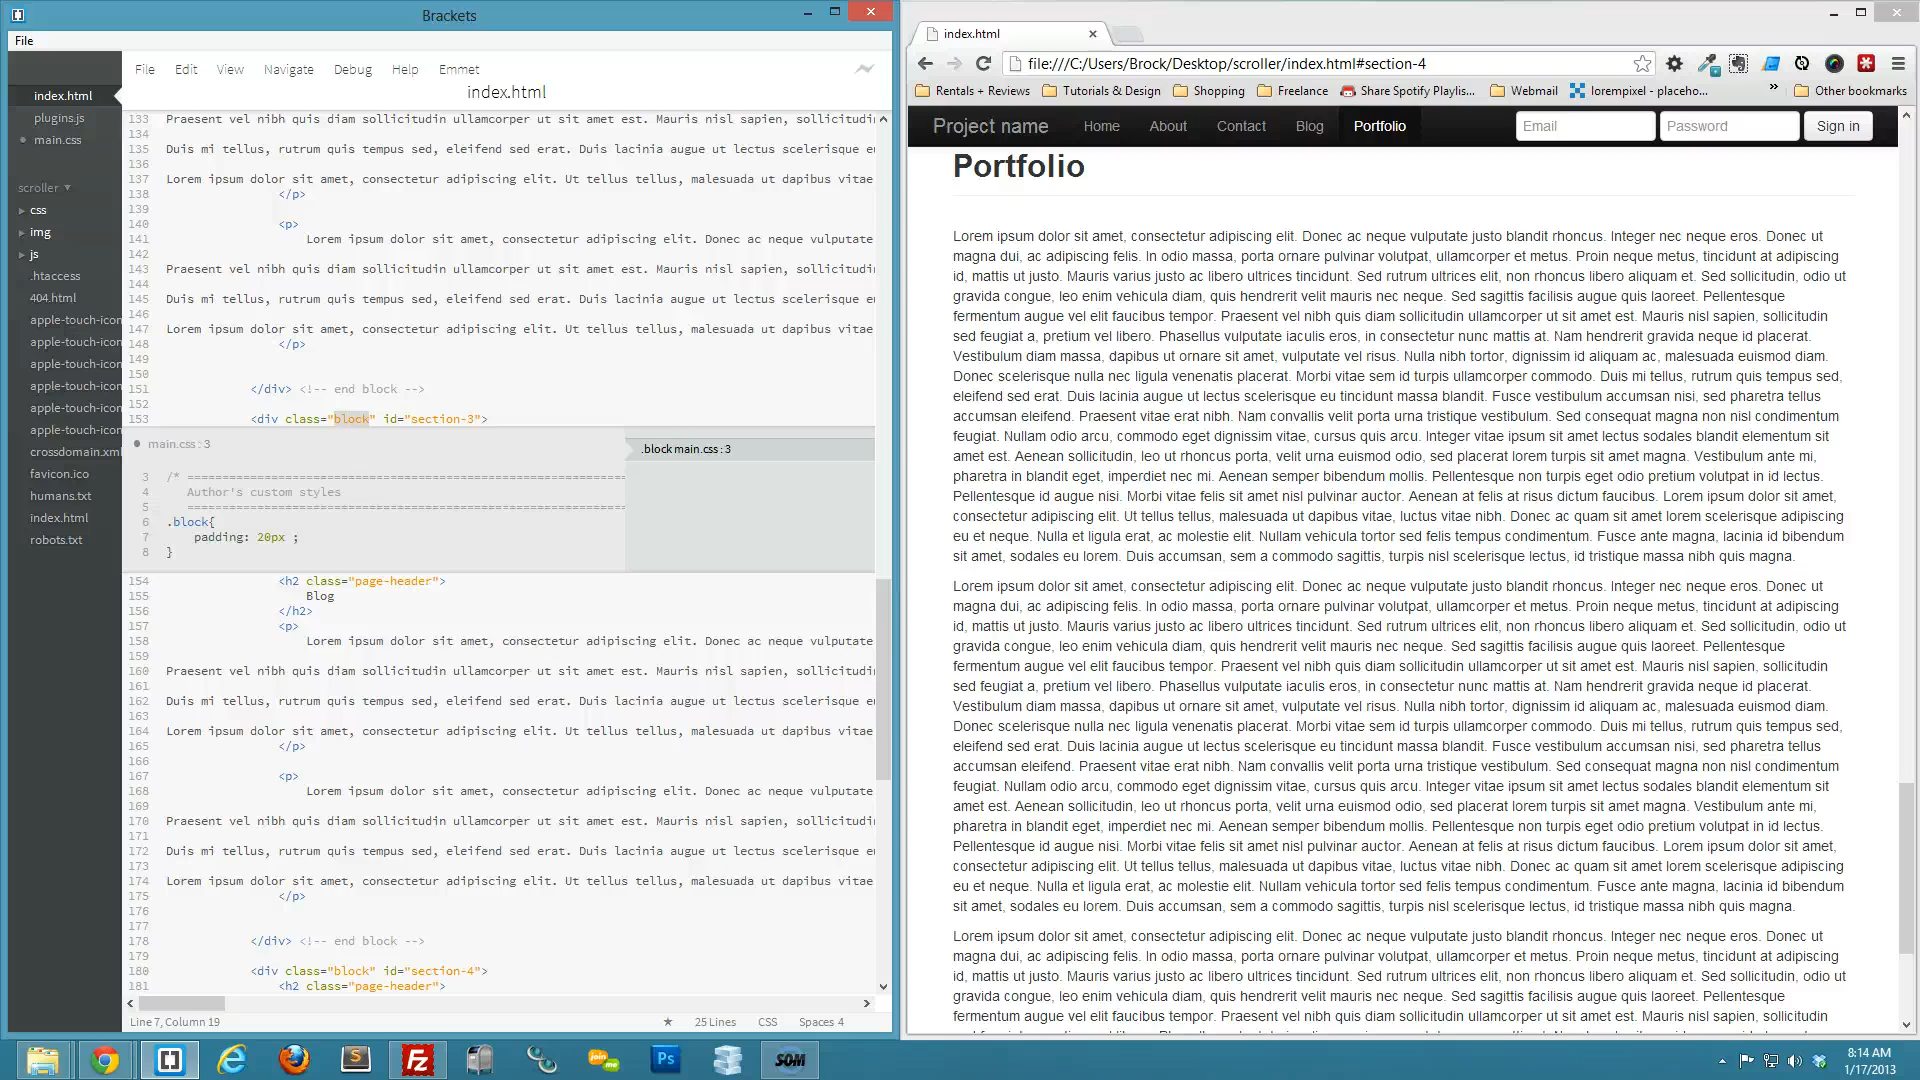 Brackets
File
File Edit View Navigate Debug Help Emmet
index.html
index.html
plugins.js
main.css
scroller
css
img
js
.htaccess
404.html
apple-touch-icon
apple-touch-icon
apple-touch-icon
apple-touch-icon
apple-touch-icon
apple-touch-icon
crossdomain.xml
favicon.ico
humans.txt
index.html
robots.txt
133 Praesent vel nibh quis diam sollicitudin ullamcorper ut sit amet est. Mauris nisl sapien, sollicitudin
134
135 Duis mi tellus, rutrum quis tempus sed, eleifend sed erat. Duis lacinia augue ut lectus scelerisque e
136
137 Lorem ipsum dolor sit amet, consectetur adipiscing elit. Ut tellus tellus, malesuada ut dapibus vitae
138 </p>
139
140 <p>
141 Lorem ipsum dolor sit amet, consectetur adipiscing elit. Donec ac neque vulputate
142
143 Praesent vel nibh quis diam sollicitudin ullamcorper ut sit amet est. Mauris nisl sapien, sollicitudin
144
145 Duis mi tellus, rutrum quis tempus sed, eleifend sed erat. Duis lacinia augue ut lectus scelerisque e
146
147 Lorem ipsum dolor sit amet, consectetur adipiscing elit. Ut tellus tellus, malesuada ut dapibus vitae
148 </p>
149
150
151 </div> <!-- end block -->
152
153 <div class="block" id="section-3">
main.css : 3
.block main.css : 3
3 /* ==============================================================
4 Author's custom styles
5 ==============================================================
6 .block{
7 padding: 20px ;
8 }
154 <h2 class="page-header">
155 Blog
156 </h2>
157 <p>
158 Lorem ipsum dolor sit amet, consectetur adipiscing elit. Donec ac neque vulputate
159
160 Praesent vel nibh quis diam sollicitudin ullamcorper ut sit amet est. Mauris nisl sapien, sollicitudin
161
162 Duis mi tellus, rutrum quis tempus sed, eleifend sed erat. Duis lacinia augue ut lectus scelerisque e
163
164 Lorem ipsum dolor sit amet, consectetur adipiscing elit. Ut tellus tellus, malesuada ut dapibus vitae
165 </p>
166
167 <p>
168 Lorem ipsum dolor sit amet, consectetur adipiscing elit. Donec ac neque vulputate
169
170 Praesent vel nibh quis diam sollicitudin ullamcorper ut sit amet est. Mauris nisl sapien, sollicitudin
171
172 Duis mi tellus, rutrum quis tempus sed, eleifend sed erat. Duis lacinia augue ut lectus scelerisque e
173
174 Lorem ipsum dolor sit amet, consectetur adipiscing elit. Ut tellus tellus, malesuada ut dapibus vitae
175 </p>
176
177
178 </div> <!-- end block -->
179
180 <div class="block" id="section-4">
181 <h2 class="page-header">
Line 7, Column 19
25 Lines CSS Spaces 4
index.html
file:///C:/Users/Brock/Desktop/scroller/index.html#section-4
Rentals + Reviews Tutorials & Design Shopping Freelance Share Spotify Playlis... Webmail lorempixel - placeho... » Other bookmarks
Project name Home About Contact Blog Portfolio Email Password Sign in
Portfolio
Lorem ipsum dolor sit amet, consectetur adipiscing elit. Donec ac neque vulputate justo blandit rhoncus. Integer nec neque eros. Donec ut
magna dui, ac adipiscing felis. In odio massa, porta ornare pulvinar volutpat, ullamcorper et metus. Proin neque metus, tincidunt at adipiscing
id, mattis ut justo. Mauris varius justo ac libero ultrices tincidunt. Sed rutrum ultrices elit, non rhoncus libero aliquam et. Sed sollicitudin, odio ut
gravida congue, leo enim vehicula diam, quis hendrerit velit mauris nec neque. Sed sagittis facilisis augue quis laoreet. Pellentesque
fermentum augue vel elit faucibus tempor. Praesent vel nibh quis diam sollicitudin ullamcorper ut sit amet est. Mauris nisl sapien, sollicitudin
sed feugiat a, pretium vel libero. Phasellus vulputate iaculis eros, in consectetur nunc mattis at. Nam hendrerit gravida neque id placerat.
Vestibulum diam massa, dapibus ut ornare sit amet, vulputate vel risus. Nulla nibh tortor, dignissim id aliquam ac, malesuada euismod diam.
Donec scelerisque nulla nec ligula venenatis placerat. Morbi vitae sem id turpis ullamcorper commodo. Duis mi tellus, rutrum quis tempus sed,
eleifend sed erat. Duis lacinia augue ut lectus scelerisque eu tincidunt massa blandit. Fusce vestibulum accumsan nisi, sed pharetra tellus
accumsan eleifend. Praesent vitae erat nibh. Nam convallis velit porta urna tristique vestibulum. Sed consequat magna non nisl condimentum
feugiat. Nullam odio arcu, commodo eget dignissim vitae, cursus quis arcu. Integer vitae ipsum sit amet lectus sodales blandit elementum sit
amet est. Aenean sollicitudin, leo ut rhoncus porta, velit urna euismod odio, sed placerat lorem turpis sit amet magna. Vestibulum ante mi,
pharetra in blandit eget, imperdiet nec mi. Aenean semper bibendum mollis. Pellentesque non turpis eget odio pretium volutpat in id lectus.
Pellentesque id augue nisi. Morbi vitae felis sit amet nisl pulvinar auctor. Aenean at felis at risus dictum faucibus. Lorem ipsum dolor sit amet,
consectetur adipiscing elit. Ut tellus tellus, malesuada ut dapibus vitae, luctus vitae nibh. Donec ac quam sit amet lorem scelerisque adipiscing
eu et neque. Nulla et ligula erat, ac molestie elit. Nullam vehicula tortor sed felis tempus condimentum. Fusce ante magna, lacinia id bibendum
sit amet, sodales eu lorem. Duis accumsan, sem a commodo sagittis, turpis nisl scelerisque lectus, id tristique massa nibh quis magna.
Lorem ipsum dolor sit amet, consectetur adipiscing elit. Donec ac neque vulputate justo blandit rhoncus. Integer nec neque eros. Donec ut
magna dui, ac adipiscing felis. In odio massa, porta ornare pulvinar volutpat, ullamcorper et metus. Proin neque metus, tincidunt at adipiscing
id, mattis ut justo. Mauris varius justo ac libero ultrices tincidunt. Sed rutrum ultrices elit, non rhoncus libero aliquam et. Sed sollicitudin, odio ut
gravida congue, leo enim vehicula diam, quis hendrerit velit mauris nec neque. Sed sagittis facilisis augue quis laoreet. Pellentesque
fermentum augue vel elit faucibus tempor. Praesent vel nibh quis diam sollicitudin ullamcorper ut sit amet est. Mauris nisl sapien, sollicitudin
sed feugiat a, pretium vel libero. Phasellus vulputate iaculis eros, in consectetur nunc mattis at. Nam hendrerit gravida neque id placerat.
Vestibulum diam massa, dapibus ut ornare sit amet, vulputate vel risus. Nulla nibh tortor, dignissim id aliquam ac, malesuada euismod diam.
Donec scelerisque nulla nec ligula venenatis placerat. Morbi vitae sem id turpis ullamcorper commodo. Duis mi tellus, rutrum quis tempus sed,
eleifend sed erat. Duis lacinia augue ut lectus scelerisque eu tincidunt massa blandit. Fusce vestibulum accumsan nisi, sed pharetra tellus
accumsan eleifend. Praesent vitae erat nibh. Nam convallis velit porta urna tristique vestibulum. Sed consequat magna non nisl condimentum
feugiat. Nullam odio arcu, commodo eget dignissim vitae, cursus quis arcu. Integer vitae ipsum sit amet lectus sodales blandit elementum sit
amet est. Aenean sollicitudin, leo ut rhoncus porta, velit urna euismod odio, sed placerat lorem turpis sit amet magna. Vestibulum ante mi,
pharetra in blandit eget, imperdiet nec mi. Aenean semper bibendum mollis. Pellentesque non turpis eget odio pretium volutpat in id lectus.
Pellentesque id augue nisi. Morbi vitae felis sit amet nisl pulvinar auctor. Aenean at felis at risus dictum faucibus. Lorem ipsum dolor sit amet,
consectetur adipiscing elit. Ut tellus tellus, malesuada ut dapibus vitae, luctus vitae nibh. Donec ac quam sit amet lorem scelerisque adipiscing
eu et neque. Nulla et ligula erat, ac molestie elit. Nullam vehicula tortor sed felis tempus condimentum. Fusce ante magna, lacinia id bibendum
sit amet, sodales eu lorem. Duis accumsan, sem a commodo sagittis, turpis nisl scelerisque lectus, id tristique massa nibh quis magna.
Lorem ipsum dolor sit amet, consectetur adipiscing elit. Donec ac neque vulputate justo blandit rhoncus. Integer nec neque eros. Donec ut
magna dui, ac adipiscing felis. In odio massa, porta ornare pulvinar volutpat, ullamcorper et metus. Proin neque metus, tincidunt at adipiscing
id, mattis ut justo. Mauris varius justo ac libero ultrices tincidunt. Sed rutrum ultrices elit, non rhoncus libero aliquam et. Sed sollicitudin, odio ut
gravida congue, leo enim vehicula diam, quis hendrerit velit mauris nec neque. Sed sagittis facilisis augue quis laoreet. Pellentesque
fermentum augue vel elit faucibus tempor. Praesent vel nibh quis diam sollicitudin ullamcorper ut sit amet est. Mauris nisl sapien, sollicitudin
S Fz join me Ps SOM
8:14 AM
1/17/2013